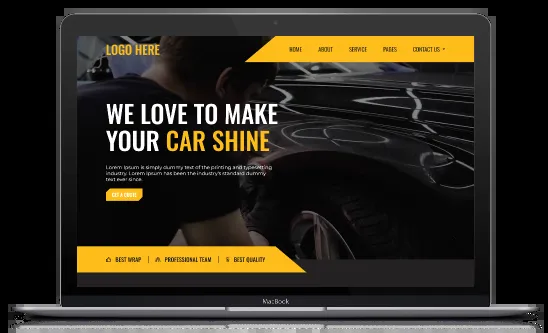 LOGO HERE
HOME ABOUT SERVICE PAGES CONTACT US
WE LOVE TO MAKE
YOUR CAR SHINE
Lorem Ipsum is simply dummy text of the printing and typesetting
industry. Lorem Ipsum has been the industry's standard dummy
text ever since.
BEST WRAP PROFESSIONAL TEAM BEST QUALITY
MacBook